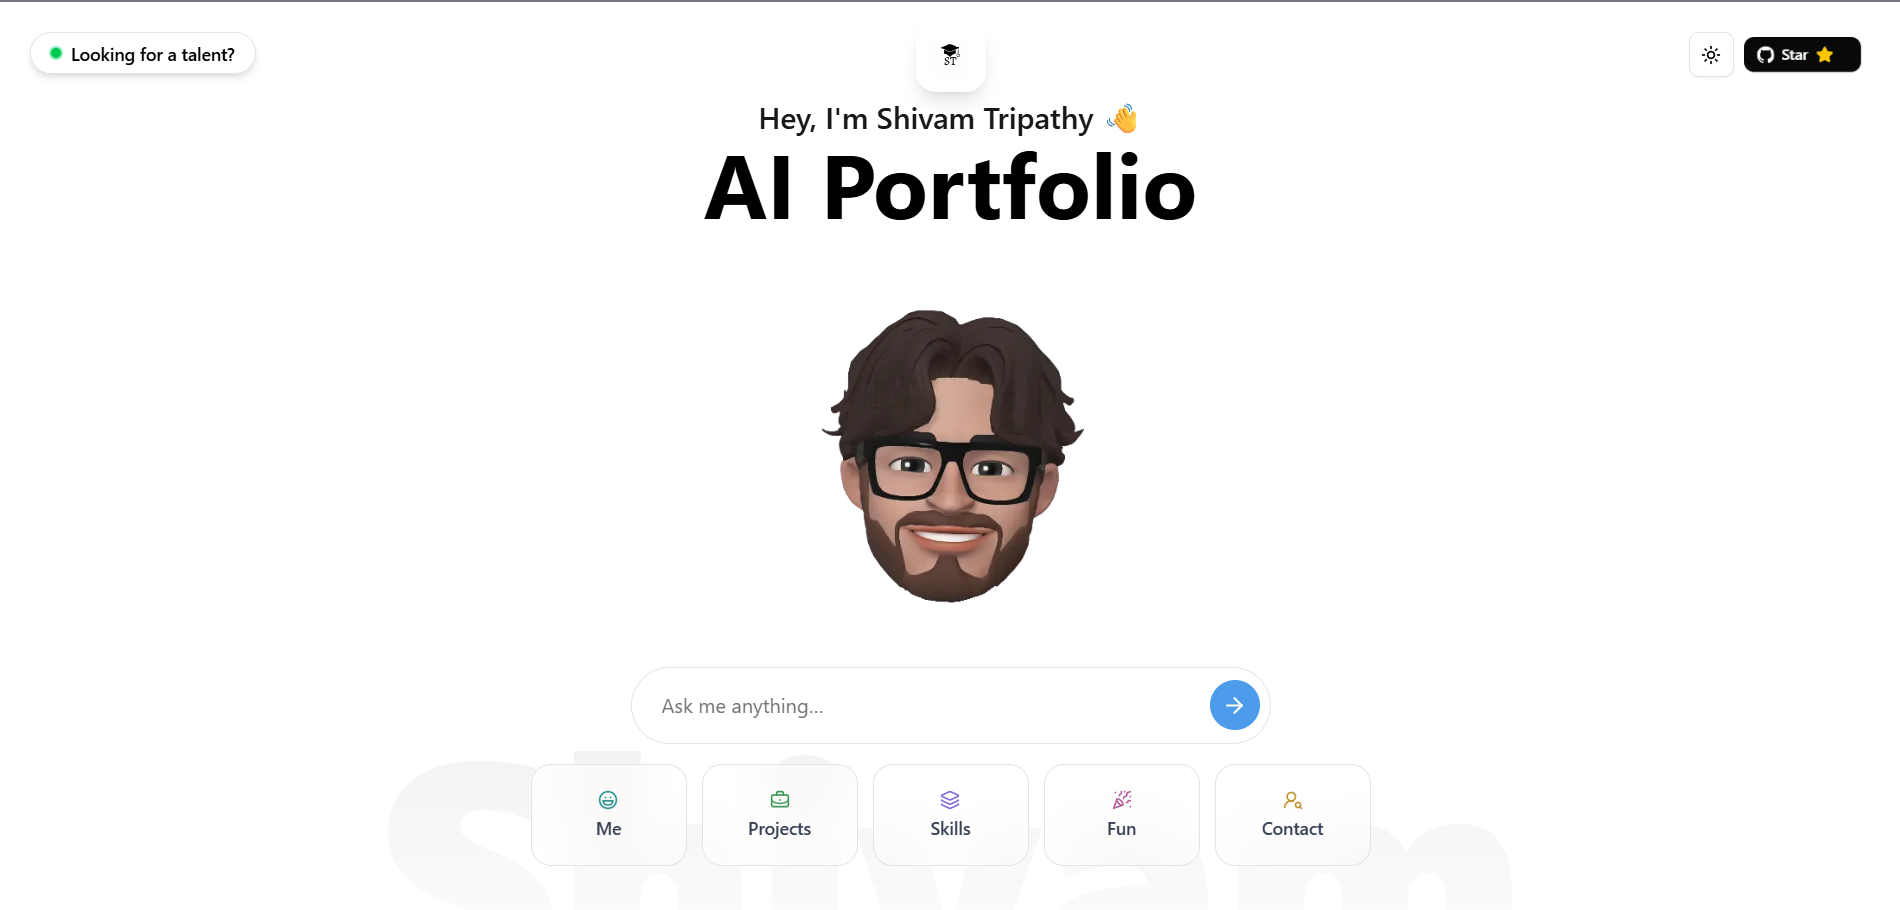 Looking for a talent?
ST
Star
Hey, I'm Shivam Tripathy 👋
AI Portfolio
Ask me anything...
Me
Projects
Skills
Fun
Contact
Shivam